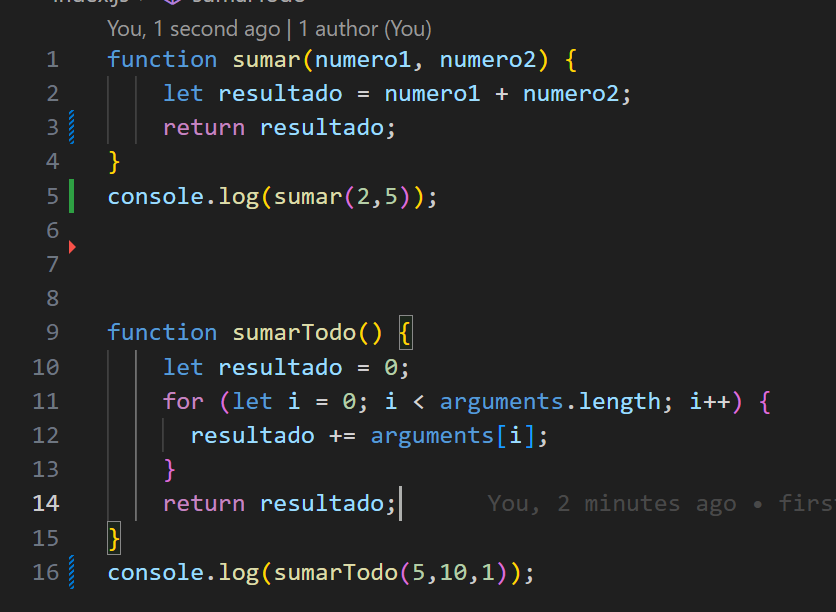 sumarTodo
You, 1 second ago | 1 author (You)
1 function sumar(numero1, numero2) {
2 let resultado = numero1 + numero2;
3 return resultado;
4 }
5 console.log(sumar(2,5));
6
7
8
9 function sumarTodo() {
10 let resultado = 0;
11 for (let i = 0; i < arguments.length; i++) {
12 resultado += arguments[i];
13 }
14 return resultado; You, 2 minutes ago • firs
15 }
16 console.log(sumarTodo(5,10,1));